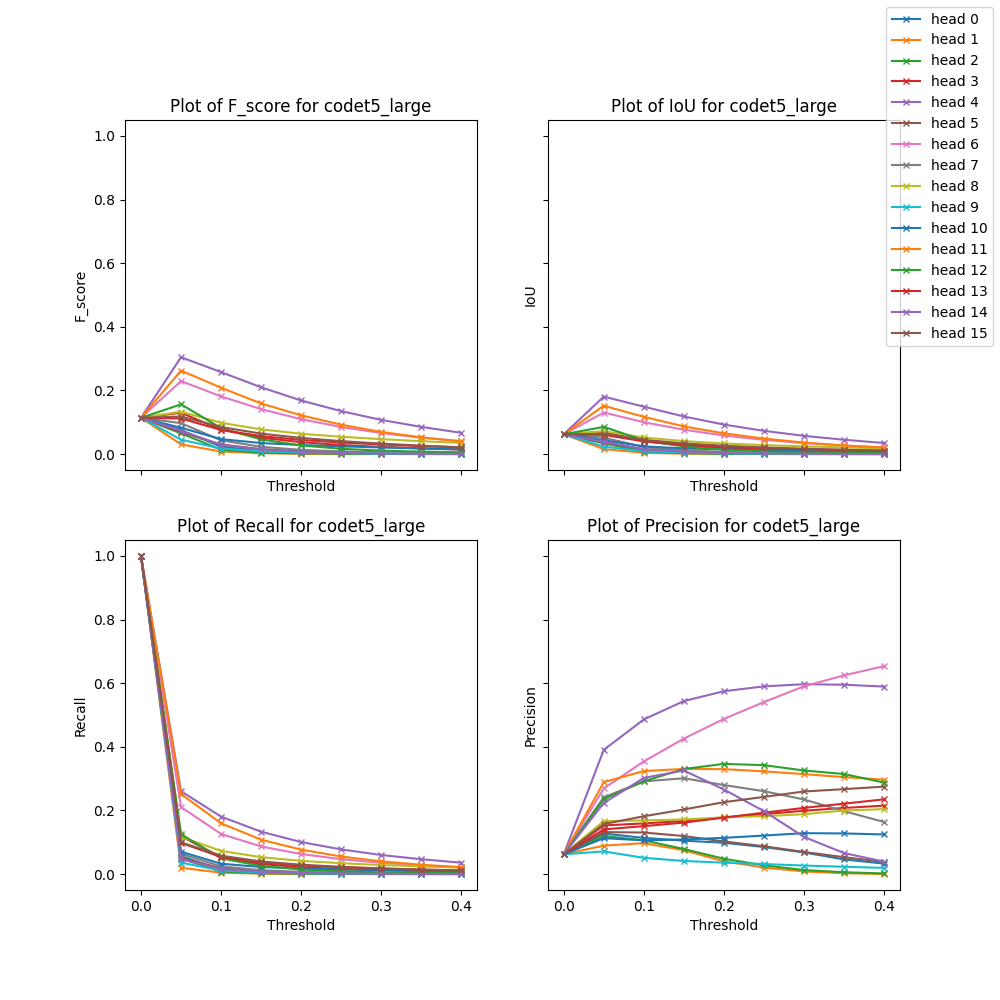 Plot of F_score for codet5_large
1.0
0.8
0.6
0.4
0.2
0.0
F_score
Threshold
Plot of IoU for codet5_large
IoU
Threshold
head 0
head 1
head 2
head 3
head 4
head 5
head 6
head 7
head 8
head 9
head 10
head 11
head 12
head 13
head 14
head 15
Plot of Recall for codet5_large
1.0
0.8
0.6
0.4
0.2
0.0
Recall
0.0 0.1 0.2 0.3 0.4
Threshold
Plot of Precision for codet5_large
Precision
0.0 0.1 0.2 0.3 0.4
Threshold